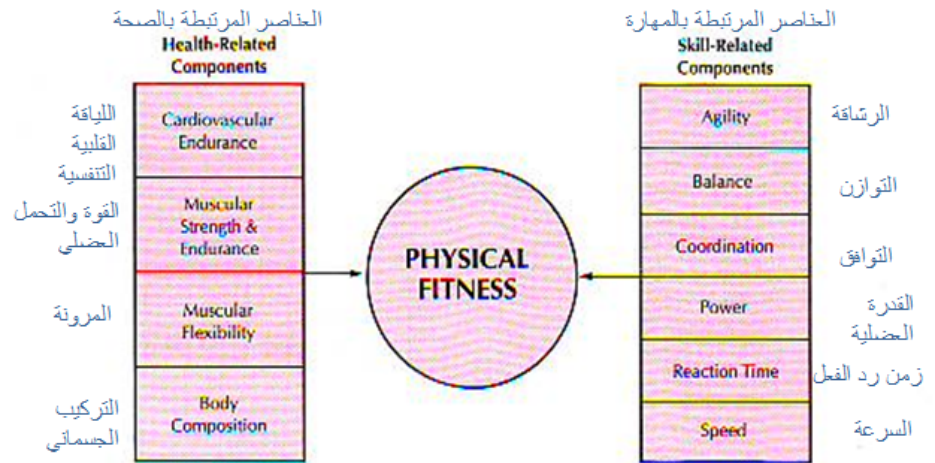 العناصر المرتبطة بالصحة
Health-Related
Components
اللياقة
القلبية
التنفسية
Cardiovascular
Endurance
القوة والتحمل
العضلي
Muscular
Strength &
Endurance
المرونة
Muscular
Flexibility
التركيب
الجسماني
Body
Composition
PHYSICAL
FITNESS
العناصر المرتبطة بالمهارة
Skill-Related
Components
Agility
الرشاقة
Balance
التوازن
Coordination
التوافق
Power
القدرة
العضلية
Reaction Time
زمن رد الفعل
Speed
السرعة